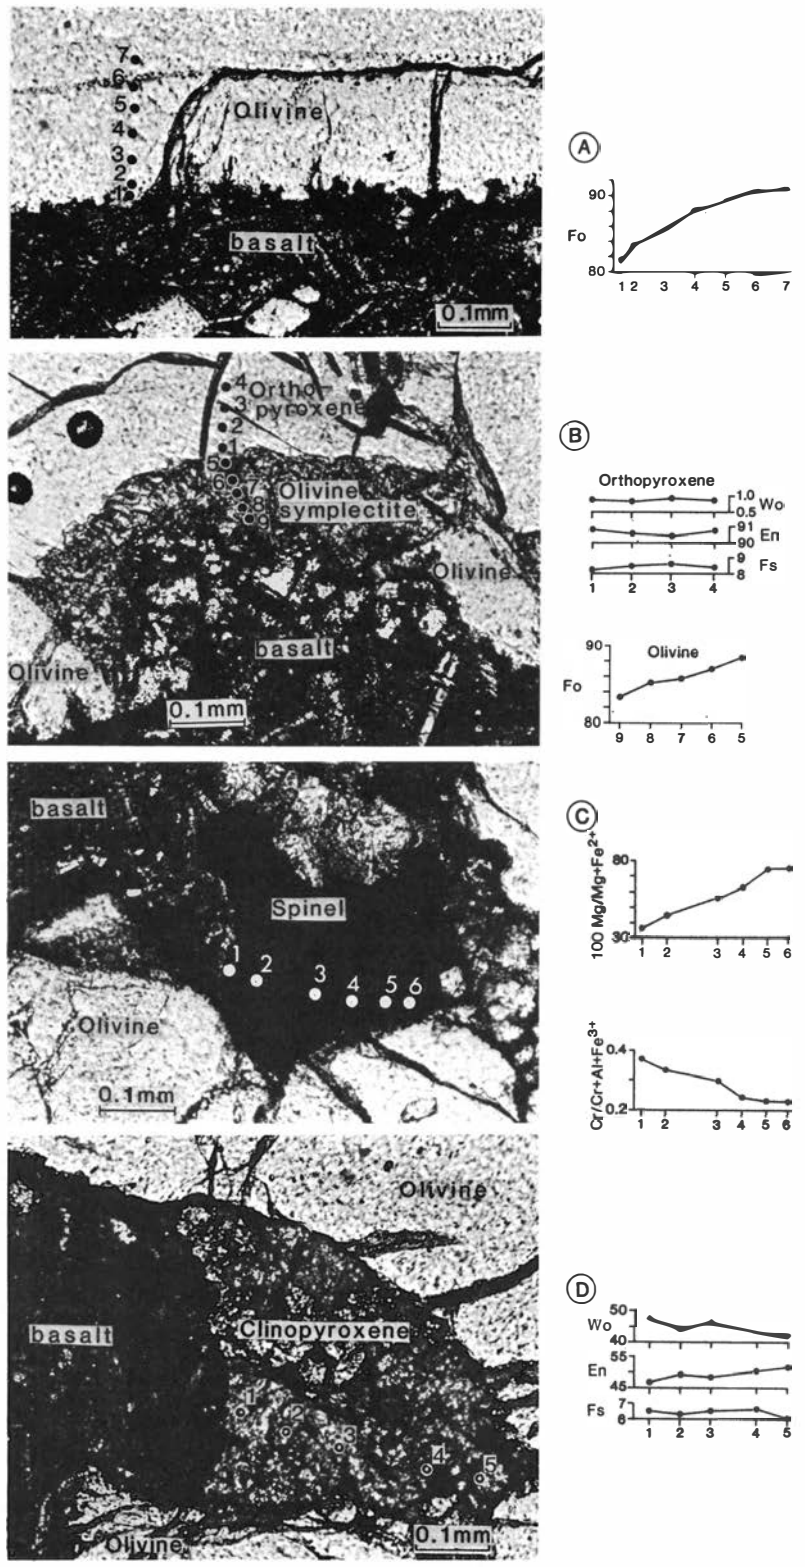 7
6
5
4
3
2
1
Olivine
basalt
0.1mm
A
90
Fo
80
1 2 3 4 5 6 7
4
3
2
1
5
6
7
8
9
Ortho-
pyroxene
Olivine
symplectite
Olivine
basalt
Olivine
0.1mm
B
Orthopyroxene
1.0
0.5
Wo
91
90
En
9
8
Fs
1 2 3 4
90
Olivine
Fo
80
9 8 7 6 5
basalt
Spinel
1 2 3 4 5 6
Olivine
0.1mm
C
100 Mg/Mg+Fe²⁺
80
30
1 2 3 4 5 6
Cr/Cr+Al+Fe³⁺
0.4
0.2
1 2 3 4 5 6
Olivine
basalt
Clinopyroxene
1
2
3
4
5
Olivine
0.1mm
D
50
Wo
40
55
En
45
7
Fs
6
1 2 3 4 5